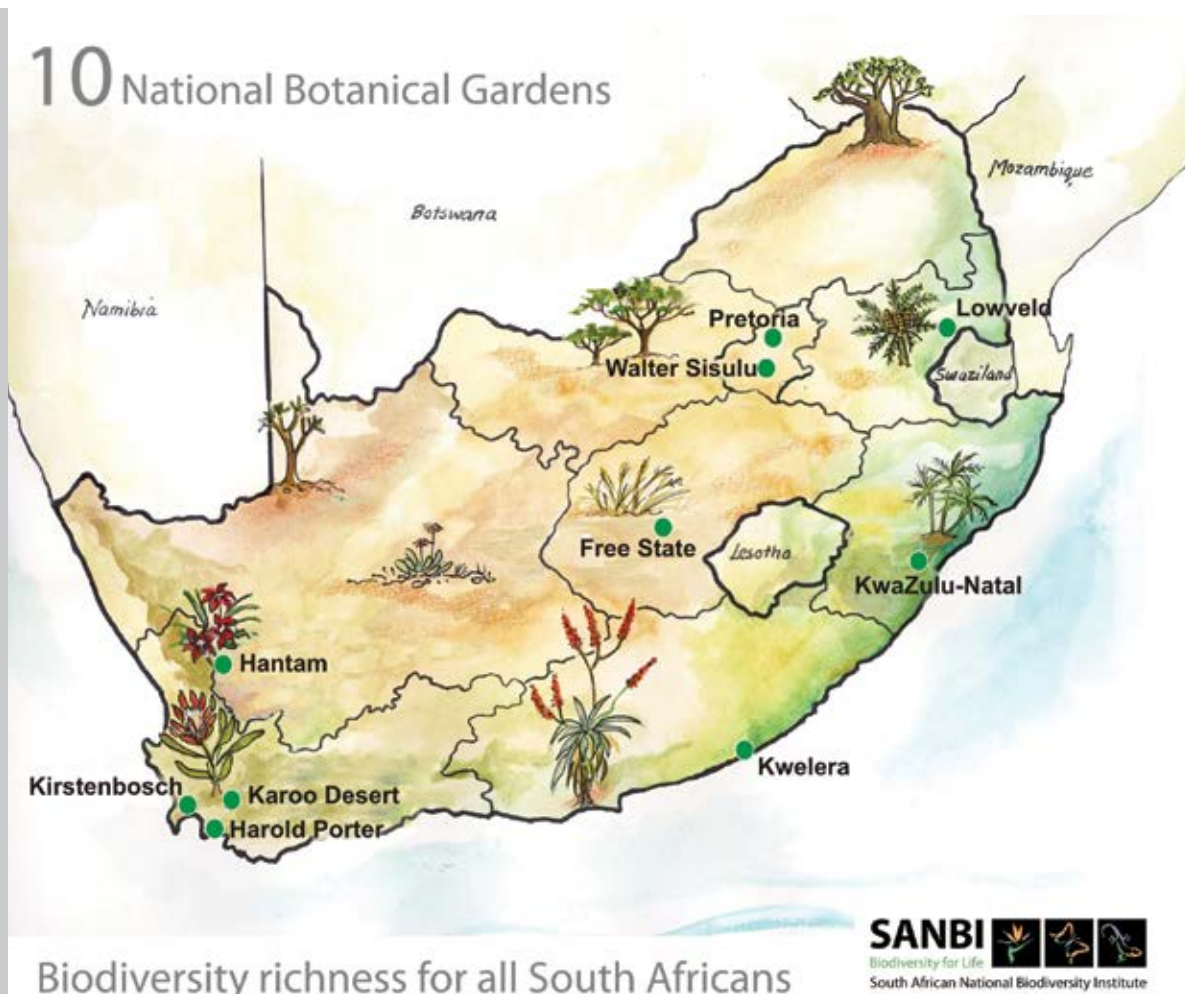 10 National Botanical Gardens
Mozambique
Botswana
Namibia
Lowveld
Pretoria
Walter Sisulu
Swaziland
Free State
Lesotho
KwaZulu-Natal
Hantam
Kwelera
Kirstenbosch
Karoo Desert
Harold Porter
SANBI
Biodiversity for Life
South African National Biodiversity Institute
Biodiversity richness for all South Africans